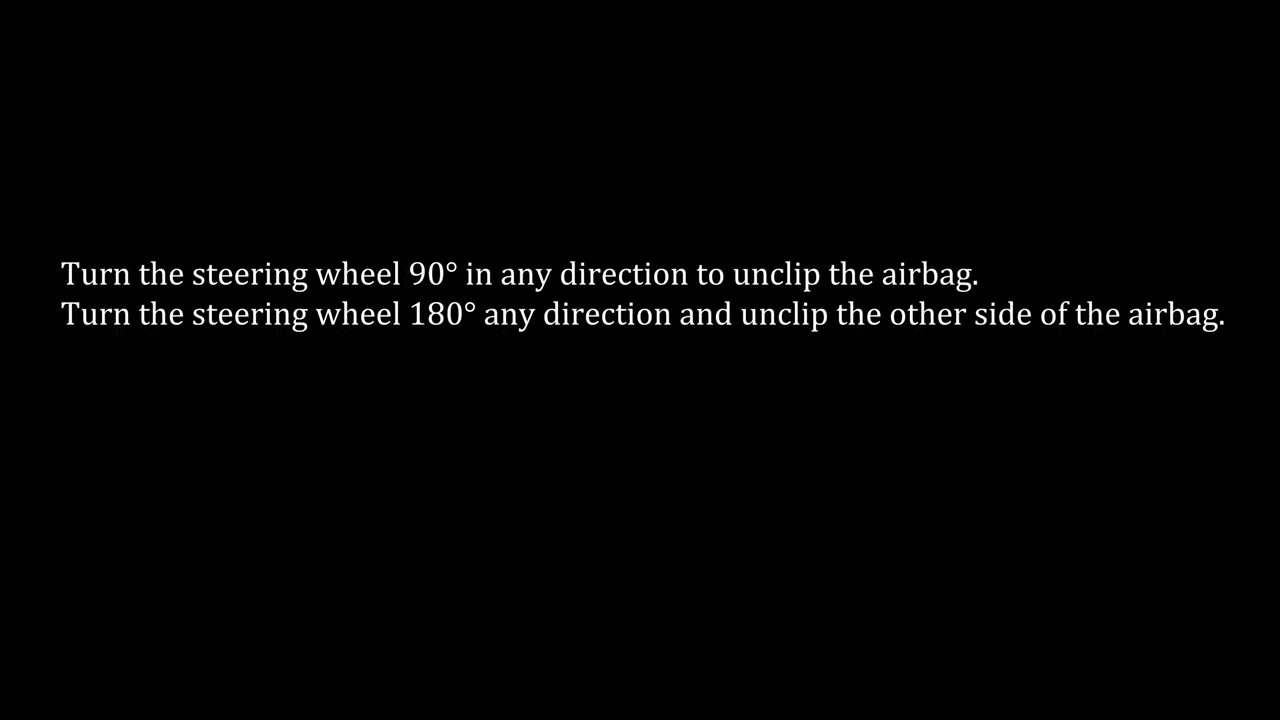 Turn the steering wheel 90° in any direction to unclip the airbag.
Turn the steering wheel 180° any direction and unclip the other side of the airbag.